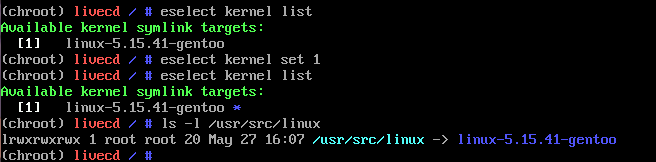 (chroot) livecd / # eselect kernel list
Available kernel symlink targets:
  [1]   linux-5.15.41-gentoo
(chroot) livecd / # eselect kernel set 1
(chroot) livecd / # eselect kernel list
Available kernel symlink targets:
  [1]   linux-5.15.41-gentoo *
(chroot) livecd / # ls -l /usr/src/linux
lrwxrwxrwx 1 root root 20 May 27 16:07 /usr/src/linux -> linux-5.15.41-gentoo
(chroot) livecd / #